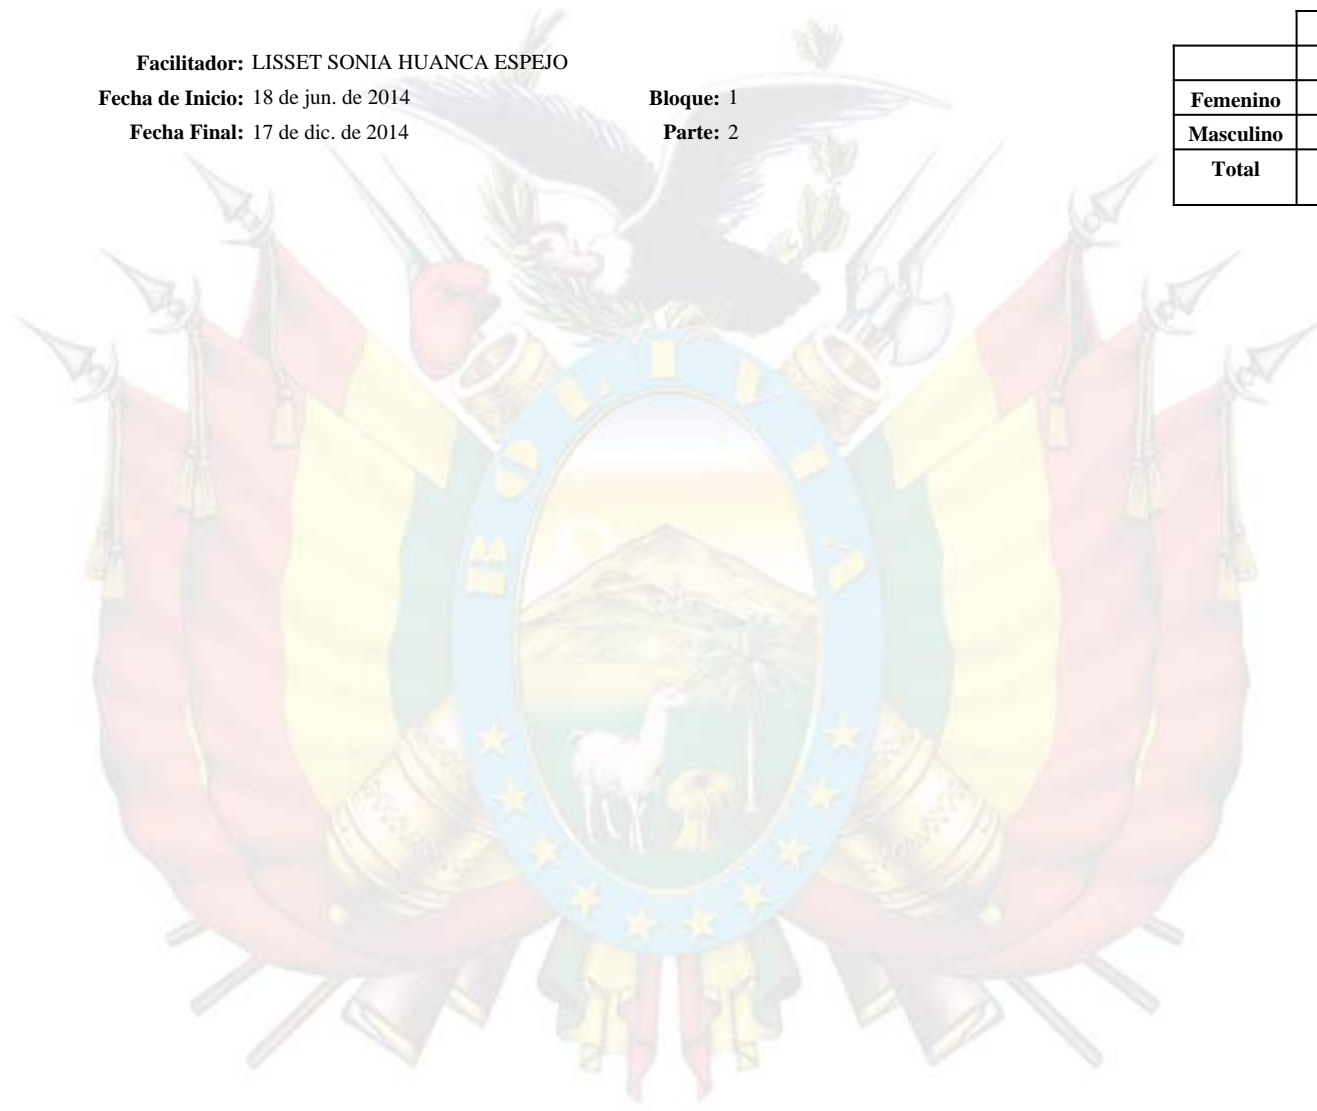 Facilitador: LISSET SONIA HUANCA ESPEJO
Fecha de Inicio: 18 de jun. de 2014 Bloque: 1
Fecha Final: 17 de dic. de 2014 Parte: 2
Femenino
Masculino
Total
BOLIVIA